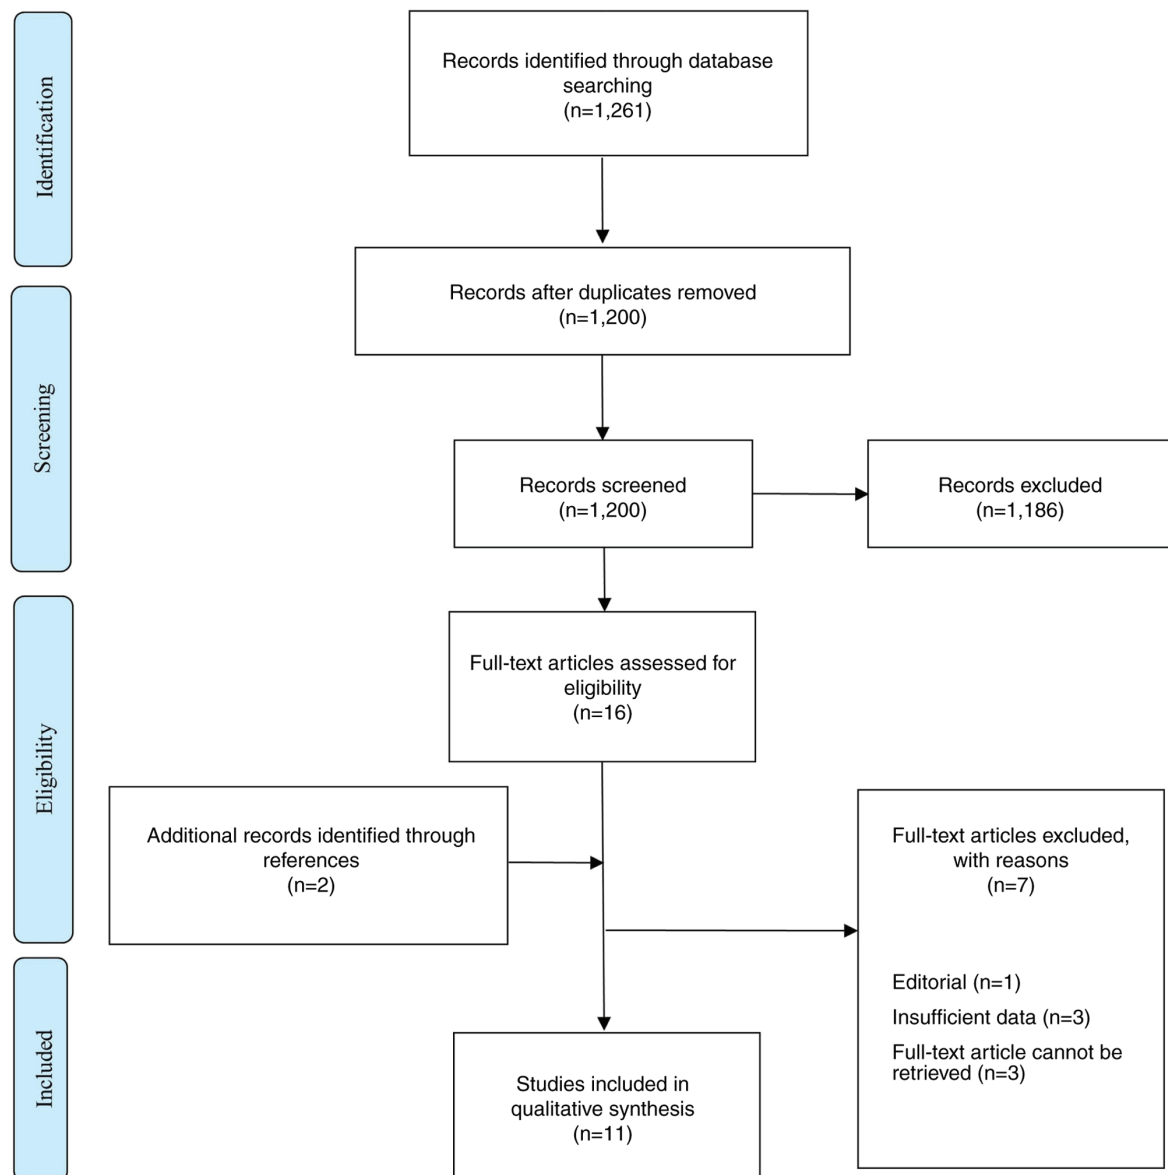 Identification
Records identified through database
searching
(n=1,261)
Records after duplicates removed
(n=1,200)
Screening
Records screened
(n=1,200)
Records excluded
(n=1,186)
Eligibility
Full-text articles assessed for
eligibility
(n=16)
Additional records identified through
references
(n=2)
Full-text articles excluded,
with reasons
(n=7)
Editorial (n=1)
Insufficient data (n=3)
Full-text article cannot be
retrieved (n=3)
Included
Studies included in
qualitative synthesis
(n=11)